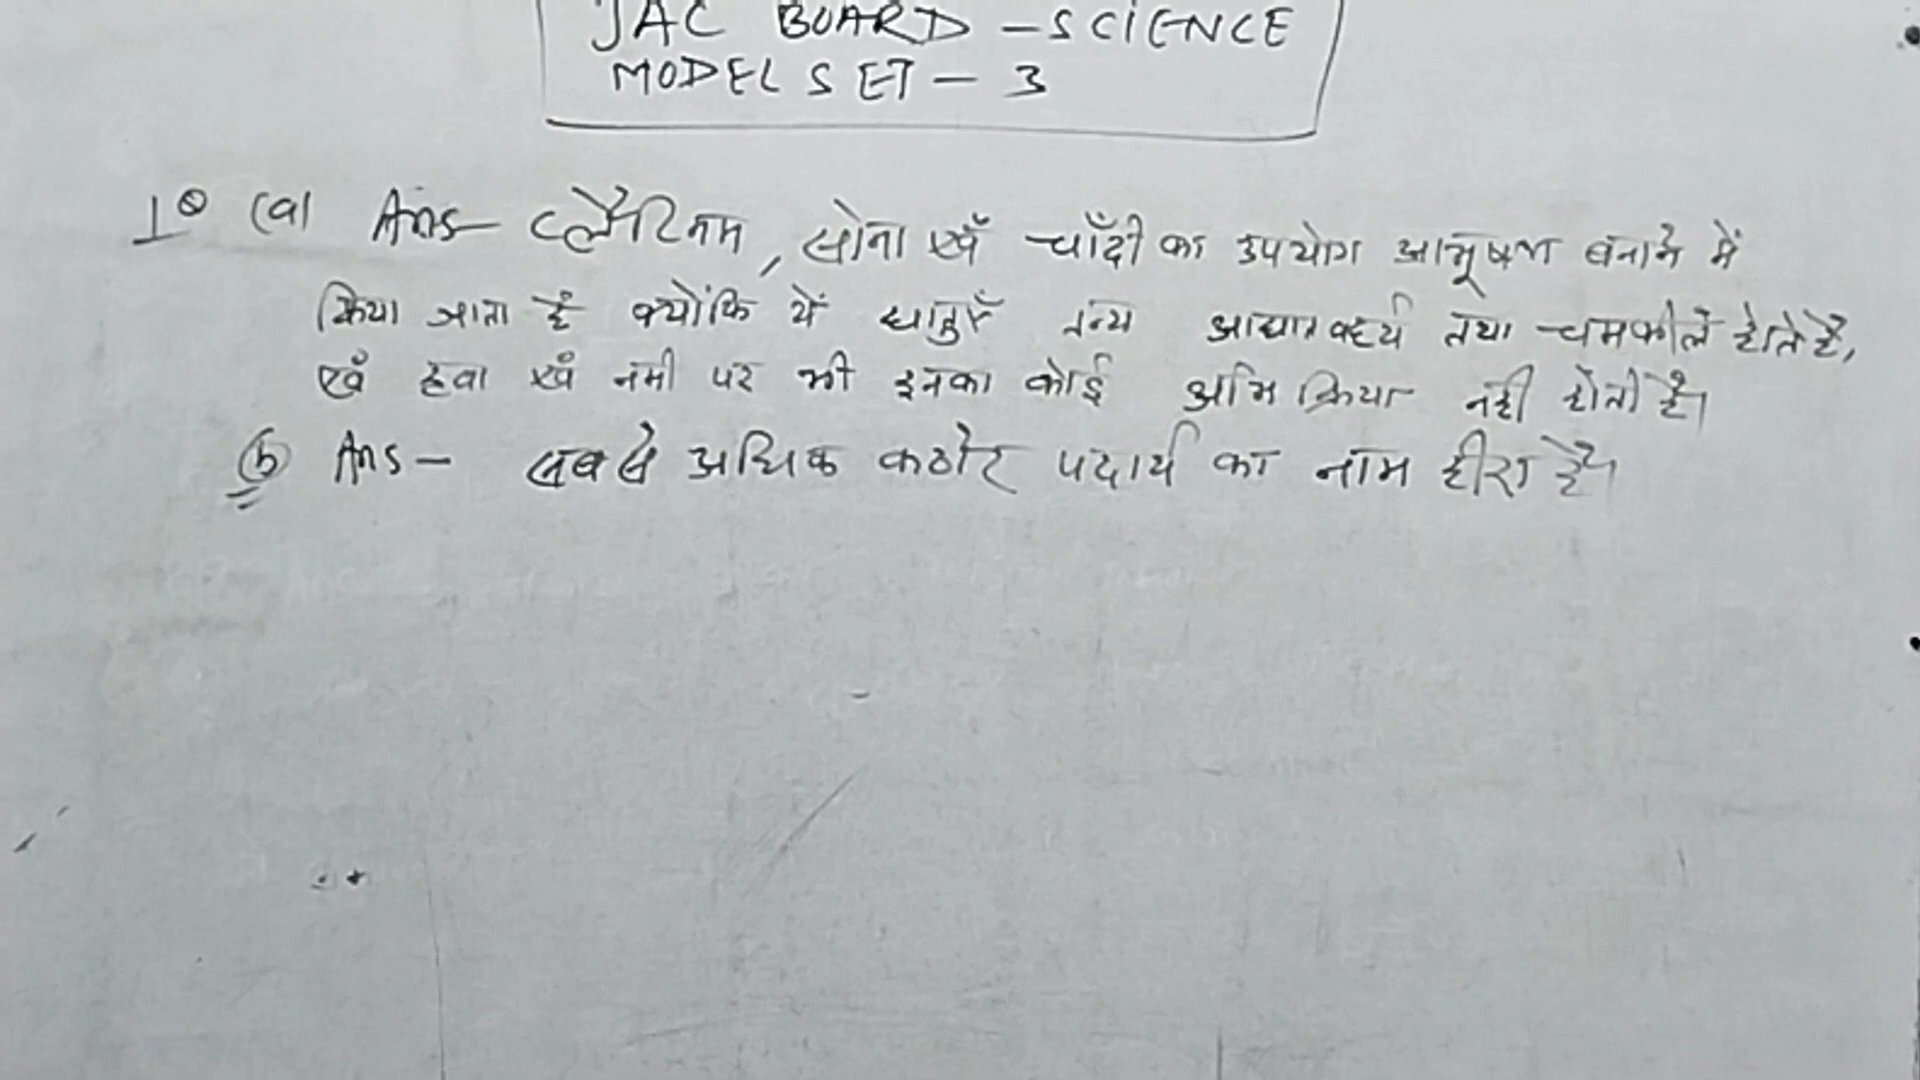 JAC BOARD - SCIENCE
MODEL SET - 3
1. (a) Ans- प्लैटिनम, सोना एवँ चाँदी का उपयोग आभूषण बनाने में
किया जाता है क्योंकि ये धातुएँ तन्य आघातवर्ध्य तथा चमकीले होते हैं,
एवं हवा एवं नमी पर भी इनका कोई अभिक्रिया नहीं होती है।
(b) Ans - सबसे अधिक कठोर पदार्थ का नाम हीरा है।